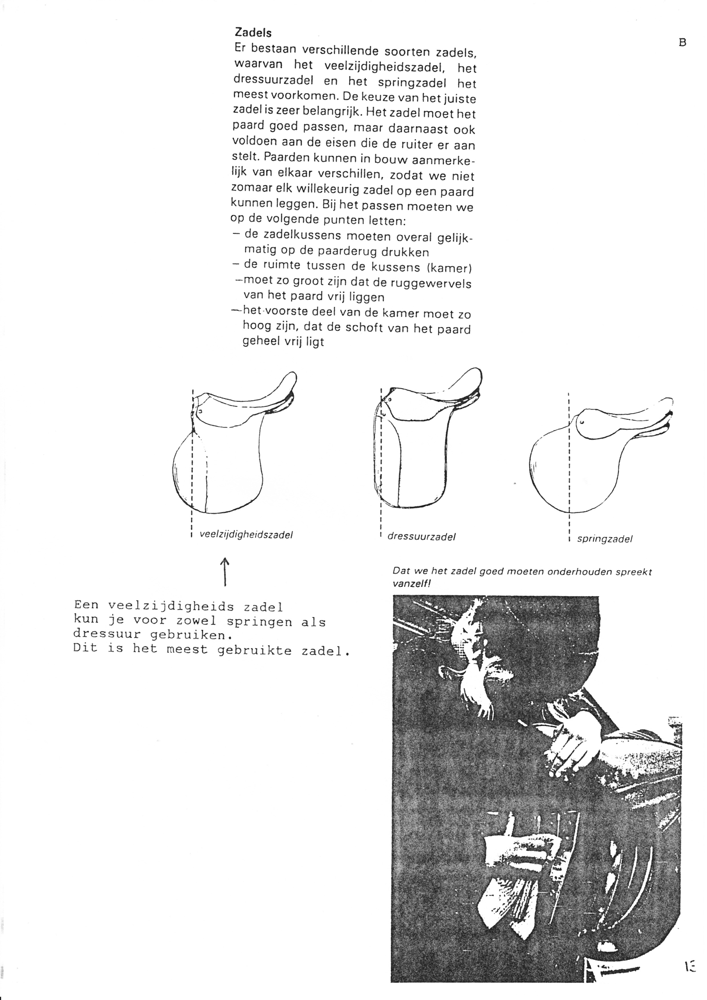 B
Zadels
Er bestaan verschillende soorten zadels,
waarvan het veelzijdigheidszadel, het
dressuurzadel en het springzadel het
meest voorkomen. De keuze van het juiste
zadel is zeer belangrijk. Het zadel moet het
paard goed passen, maar daarnaast ook
voldoen aan de eisen die de ruiter er aan
stelt. Paarden kunnen in bouw aanmerke-
lijk van elkaar verschillen, zodat we niet
zomaar elk willekeurig zadel op een paard
kunnen leggen. Bij het passen moeten we
op de volgende punten letten:
– de zadelkussens moeten overal gelijk-
matig op de paarderug drukken
– de ruimte tussen de kussens (kamer)
– moet zo groot zijn dat de ruggewervels
van het paard vrij liggen
– het voorste deel van de kamer moet zo
hoog zijn, dat de schoft van het paard
geheel vrij ligt
veelzijdigheidszadel
dressuurzadel
springzadel
Een veelzijdigheids zadel
kun je voor zowel springen als
dressuur gebruiken.
Dit is het meest gebruikte zadel.
Dat we het zadel goed moeten onderhouden spreekt
vanzelf!